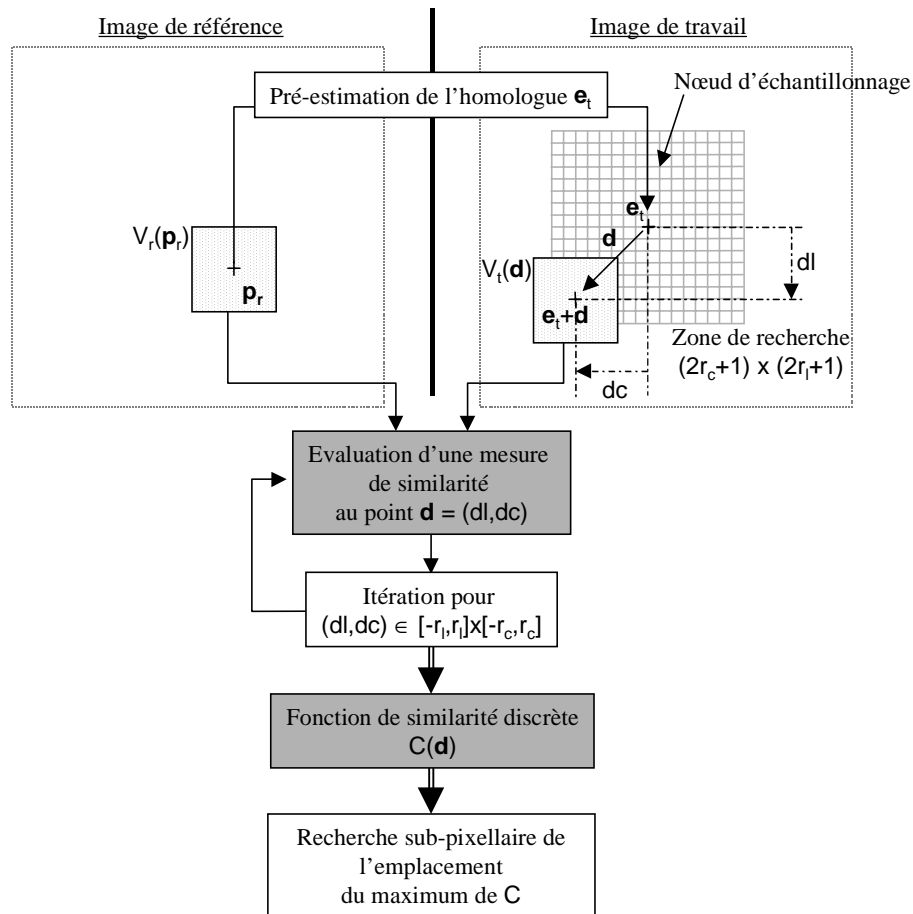 Image de référence
Image de travail
Pré-estimation de l’homologue e_t
Nœud d’échantillonnage
e_t
d
dl
V_r(p_r)
p_r
V_t(d)
e_t+d
dc
Zone de recherche
(2r_c+1) x (2r_l+1)
Evaluation d’une mesure
de similarité
au point d = (dl,dc)
Itération pour
(dl,dc) ∈ [-r_l,r_l]x[-r_c,r_c]
Fonction de similarité discrète
C(d)
Recherche sub-pixellaire de
l’emplacement
du maximum de C